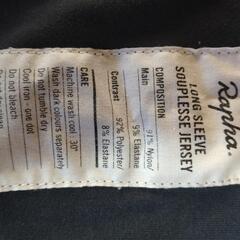 Rapha
LONG SLEEVE
SOUPLESSE JERSEY
COMPOSITION
Main
91% Nylon/
9% Elastane
Contrast
92% Polyester/
8% Elastane
CARE
Machine wash cool · 30°
Wash dark colours separately
Do not tumble dry
Cool iron - one dot
Do not bleach